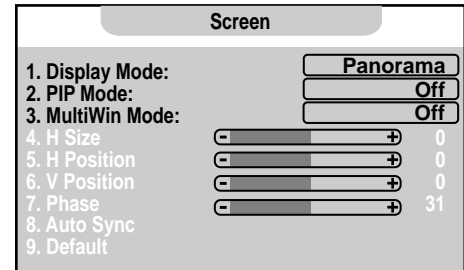 Screen
1. Display Mode: Panorama
2. PIP Mode: Off
3. MultiWin Mode: Off
4. H Size - + 0
5. H Position - + 0
6. V Position - + 0
7. Phase - + 31
8. Auto Sync
9. Default